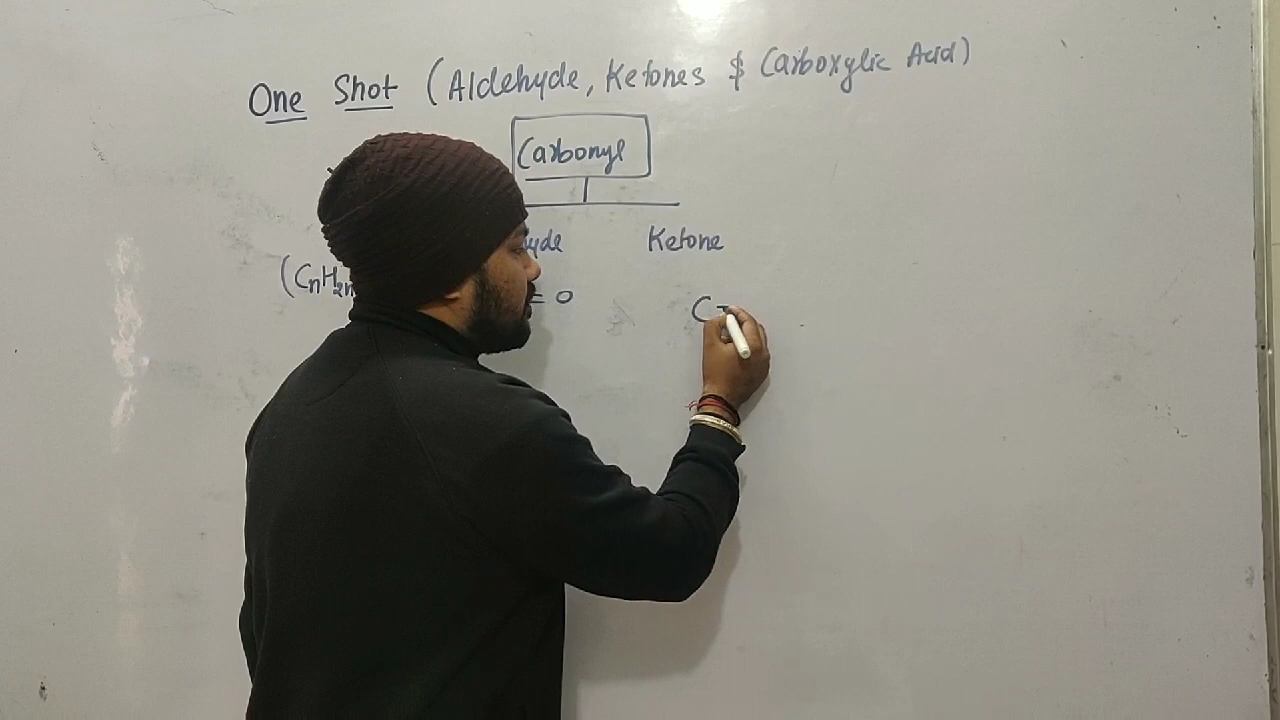 One Shot (Aldehyde, Ketones & Carboxylic Acid)
Carbonyl
yde Ketone
(CnH2n = O C=